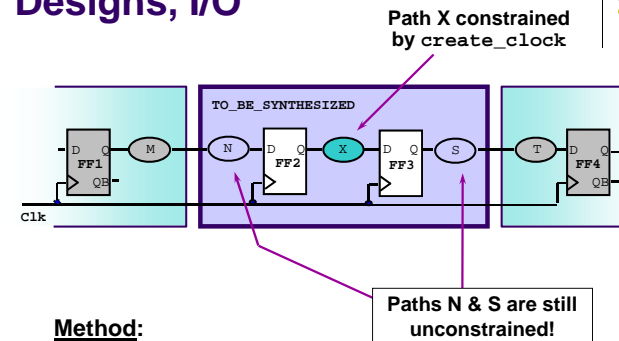 Designs, I/O
Path X constrained
by create_clock
TO_BE_SYNTHESIZED
D Q
FF1
QB
M
N
D Q
FF2
X
D Q
FF3
S
T
D Q
FF4
QB
Clk
Paths N & S are still
unconstrained!
Method: